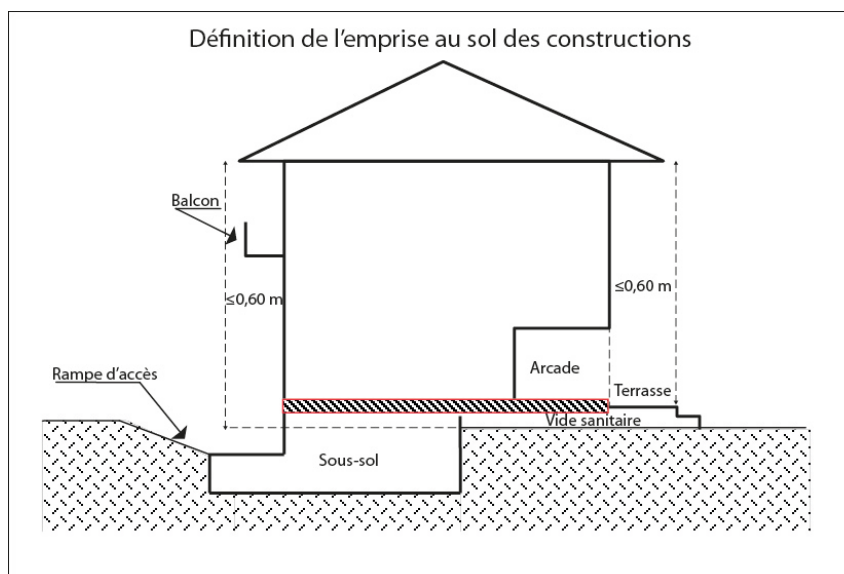 Définition de l’emprise au sol des constructions
Balcon
≤0,60 m
≤0,60 m
Rampe d’accès
Arcade
Terrasse
Vide sanitaire
Sous-sol